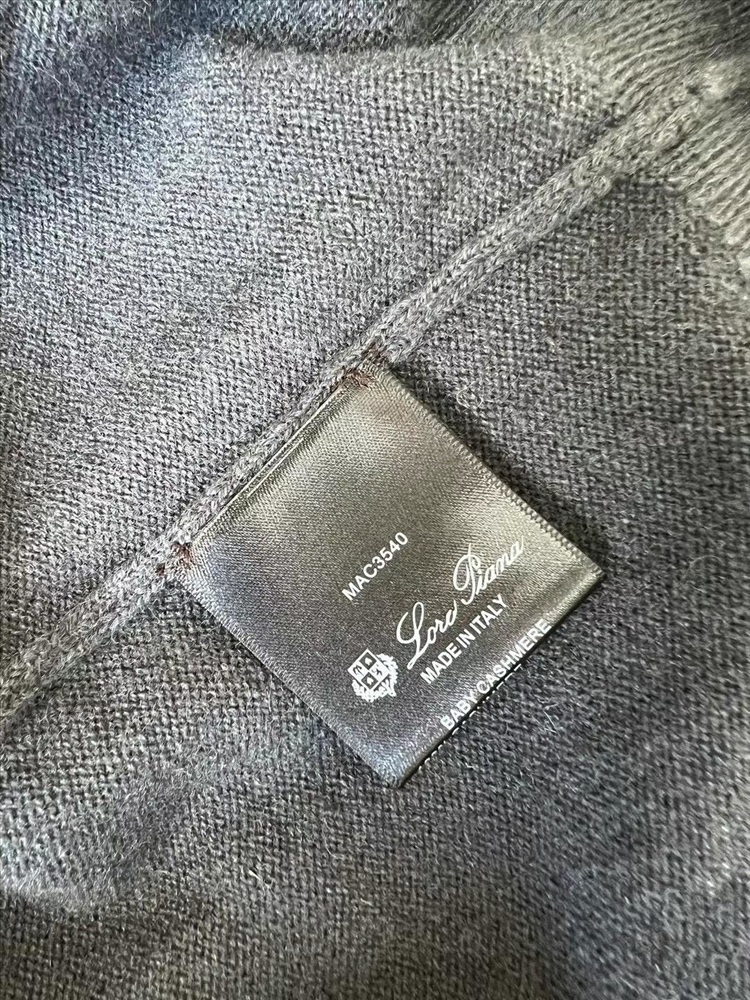 MAC3540
Loro Piana
MADE IN ITALY
BABY CASHMERE